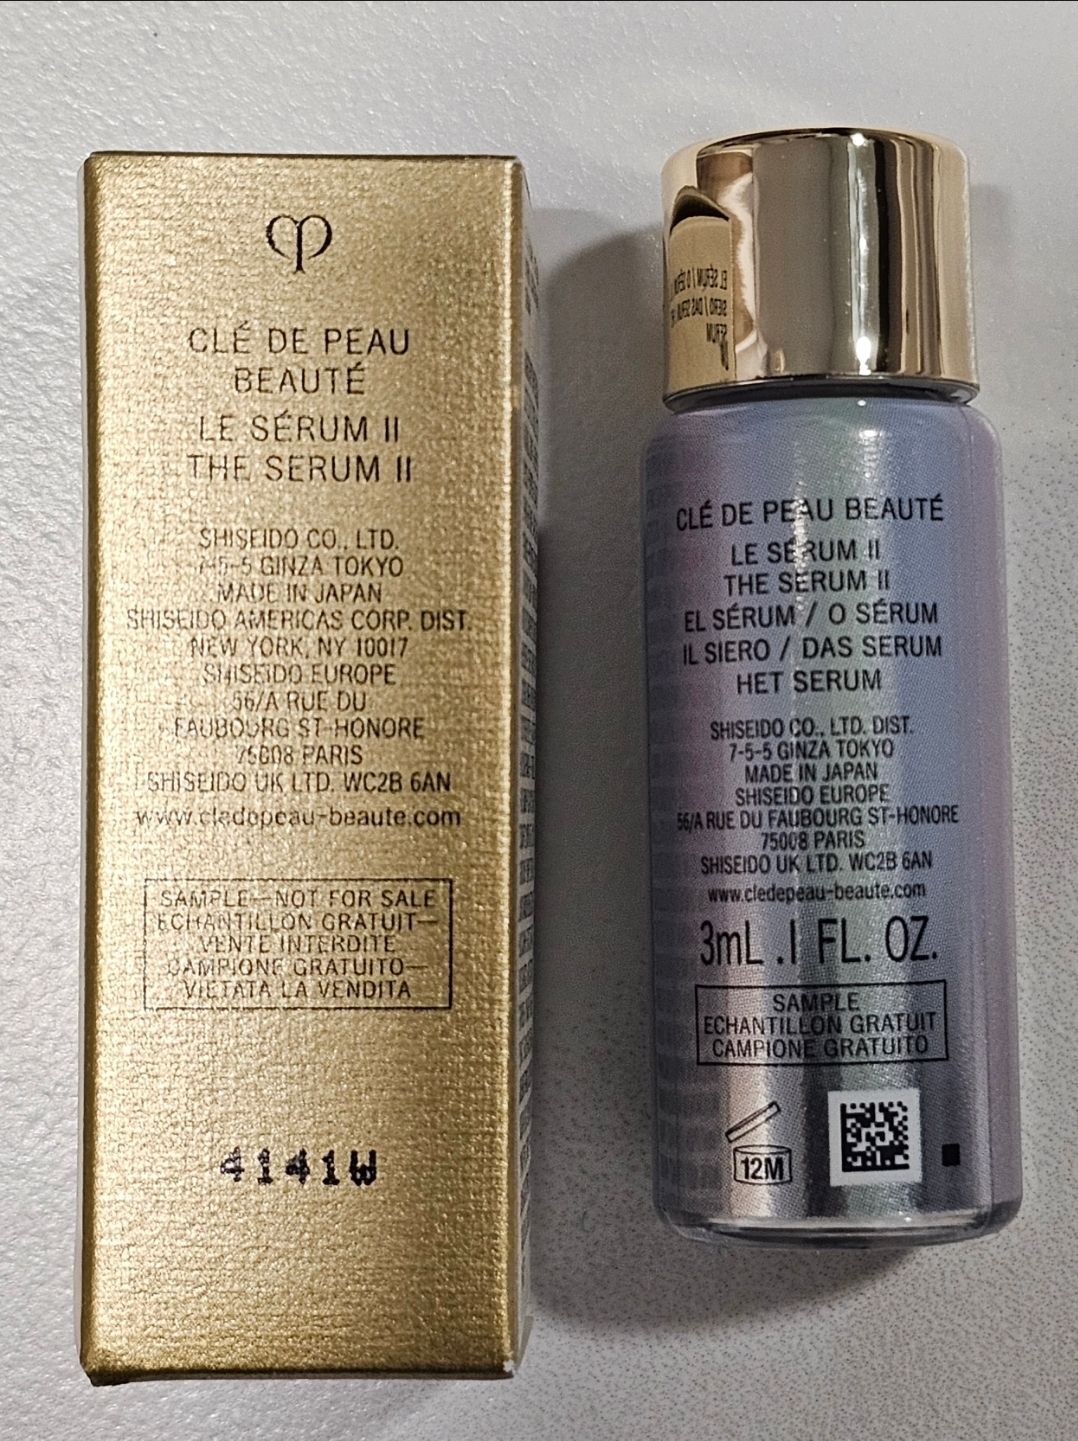 CLÉ DE PEAU
BEAUTÉ
LE SÉRUM II
THE SERUM II
SHISEIDO CO., LTD.
7-5-5 GINZA TOKYO
MADE IN JAPAN
SHISEIDO AMERICAS CORP. DIST.
NEW YORK, NY 10017
SHISEIDO EUROPE
56/A RUE DU
FAUBOURG ST-HONORE
75008 PARIS
SHISEIDO UK LTD. WC2B 6AN
www.cledepeau-beaute.com
SAMPLE—NOT FOR SALE
ECHANTILLON GRATUIT—
VENTE INTERDITE
CAMPIONE GRATUITO—
VIETATA LA VENDITA
4141W
CLÉ DE PEAU BEAUTÉ
LE SÉRUM II
THE SERUM II
EL SÉRUM / O SÉRUM
IL SIERO / DAS SERUM
HET SERUM
SHISEIDO CO., LTD. DIST.
7-5-5 GINZA TOKYO
MADE IN JAPAN
SHISEIDO EUROPE
56/A RUE DU FAUBOURG ST-HONORE
75008 PARIS
SHISEIDO UK LTD. WC2B 6AN
www.cledepeau-beaute.com
3mL .1 FL. OZ.
SAMPLE
ECHANTILLON GRATUIT
CAMPIONE GRATUITO
12M